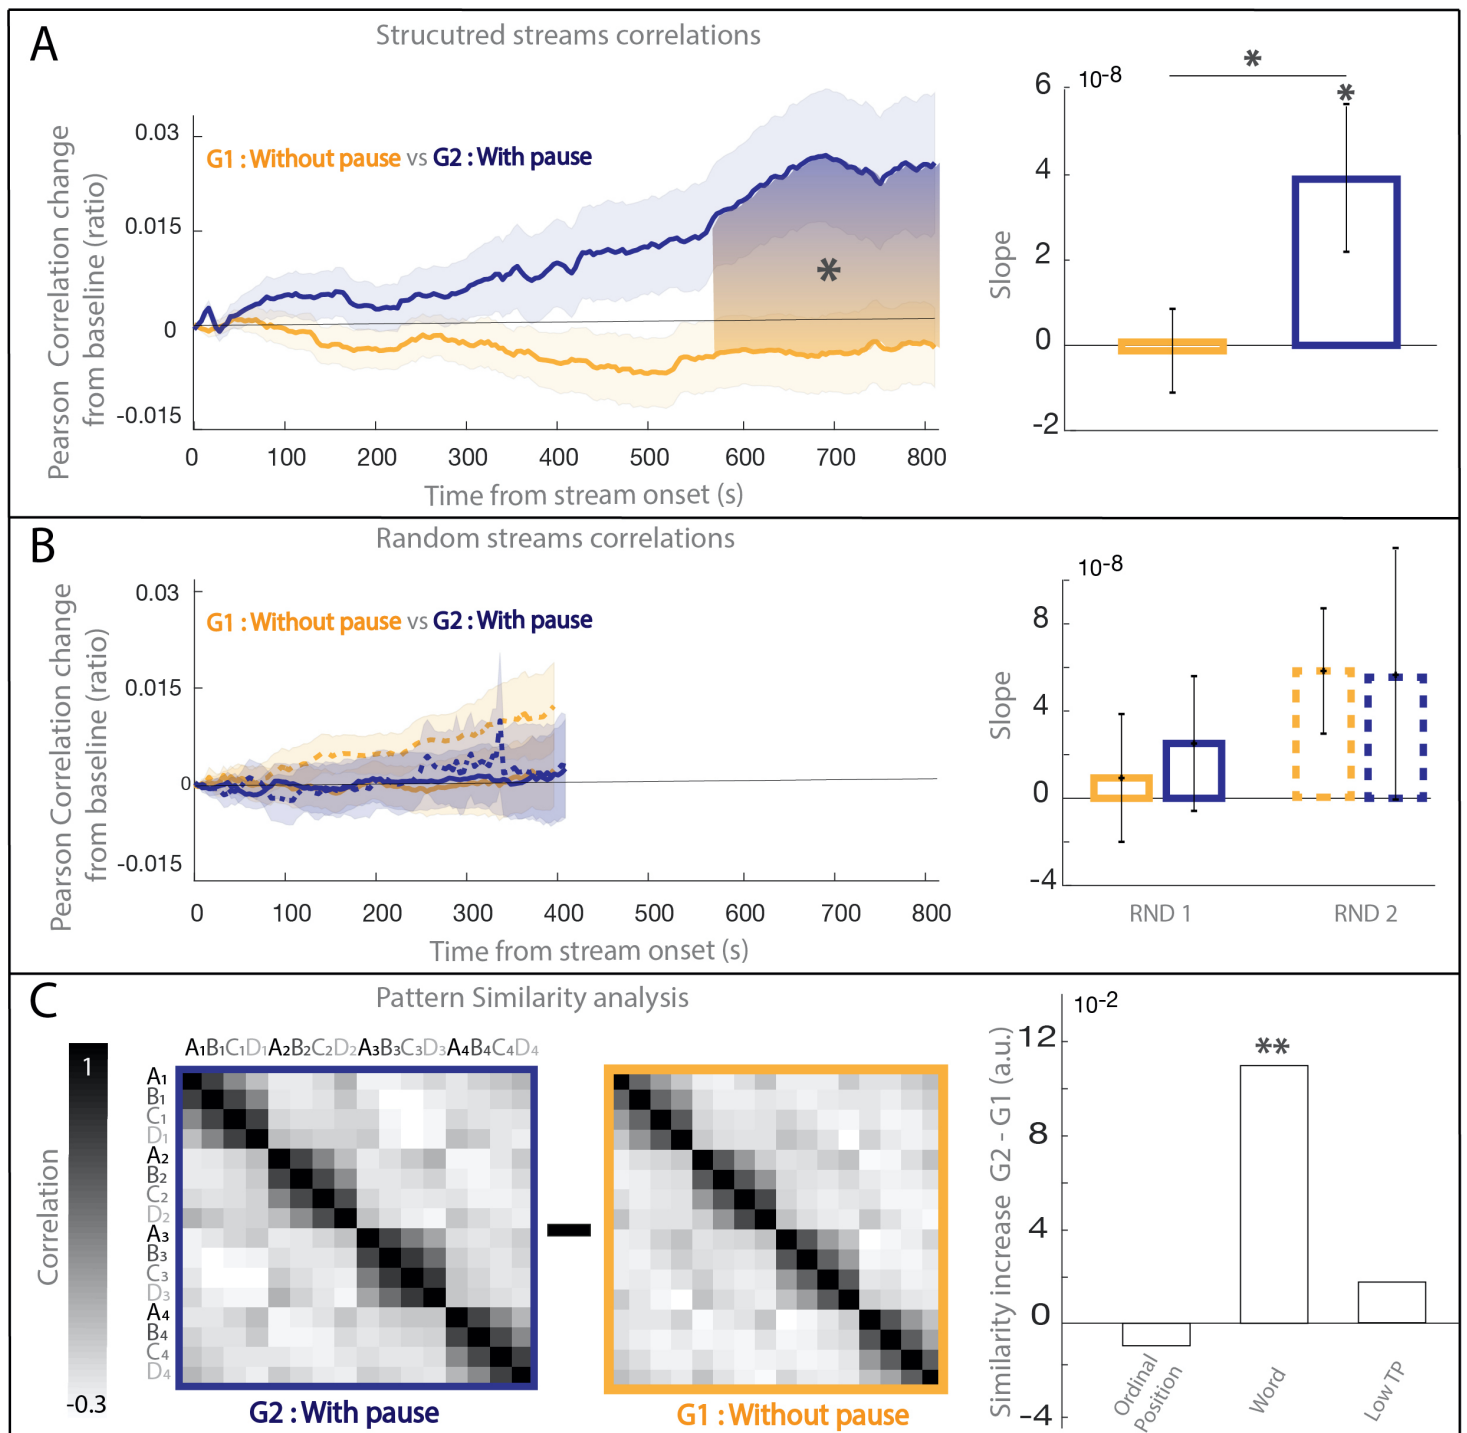 A
Strucutred streams correlations
Pearson Correlation change
from baseline (ratio)
0.03
0.015
0
-0.015
G1 : Without pause vs G2 : With pause
*
0 100 200 300 400 500 600 700 800
Time from stream onset (s)
Slope
10-8
6
4
2
0
-2
*
*
B
Random streams correlations
Pearson Correlation change
from baseline (ratio)
0.03
0.015
0
-0.015
G1 : Without pause vs G2 : With pause
0 100 200 300 400 500 600 700 800
Time from stream onset (s)
Slope
10-8
8
4
0
-4
RND 1 RND 2
C
Pattern Similarity analysis
Correlation
1
-0.3
A1B1C1D1A2B2C2D2A3B3C3D3A4B4C4D4
A1
B1
C1
D1
A2
B2
C2
D2
A3
B3
C3
D3
A4
B4
C4
D4
G2 : With pause
G1 : Without pause
Similarity increase G2 - G1 (a.u.)
10-2
12
8
4
0
-4
**
Ordinal
Position
Word
Low TP